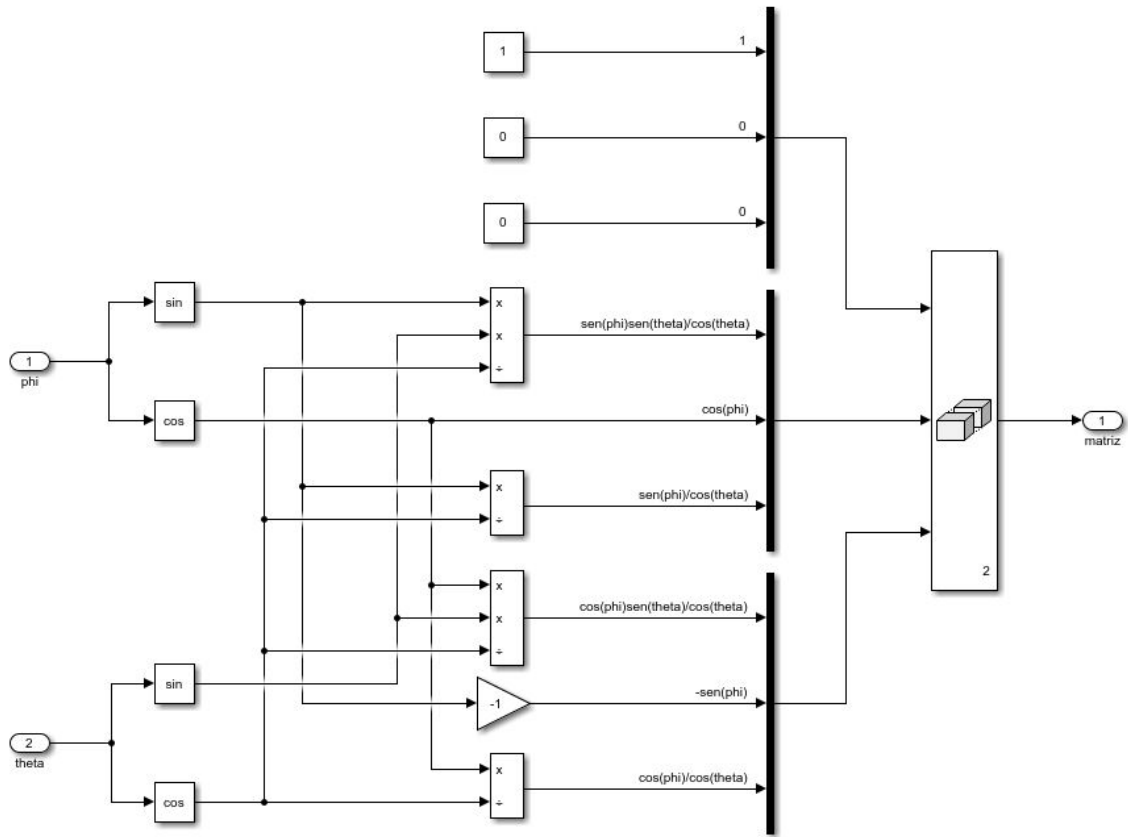 1
1
0
0
0
0
sin
x
x
÷
sen(phi)sen(theta)/cos(theta)
1
phi
cos
cos(phi)
1
matriz
x
÷
sen(phi)/cos(theta)
2
x
x
÷
cos(phi)sen(theta)/cos(theta)
sin
-1
-sen(phi)
2
theta
cos
x
÷
cos(phi)/cos(theta)